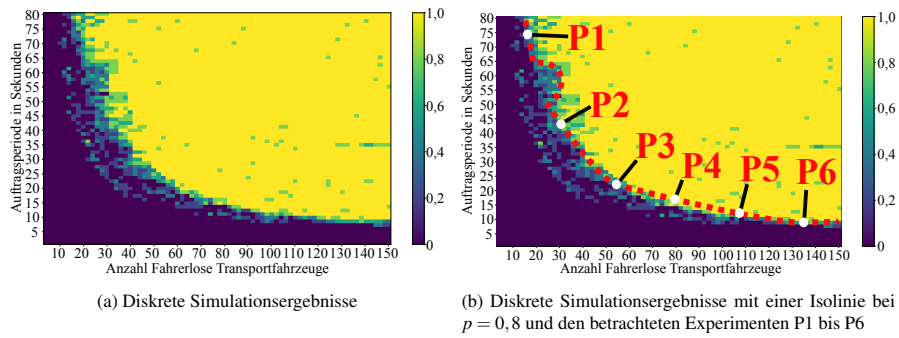 80
75
70
65
60
55
50
45
40
35
30
25
20
15
10
5
Auftragsperiode in Sekunden
10 20 30 40 50 60 70 80 90 100 110 120 130 140 150
Anzahl Fahrerlose Transportfahrzeuge
1,0
0,8
0,6
0,4
0,2
0
(a) Diskrete Simulationsergebnisse
80
75
70
65
60
55
50
45
40
35
30
25
20
15
10
5
Auftragsperiode in Sekunden
P1
P2
P3
P4
P5
P6
10 20 30 40 50 60 70 80 90 100 110 120 130 140 150
Anzahl Fahrerlose Transportfahrzeuge
1,0
0,8
0,6
0,4
0,2
0
(b) Diskrete Simulationsergebnisse mit einer Isolinie bei
p = 0,8 und den betrachteten Experimenten P1 bis P6